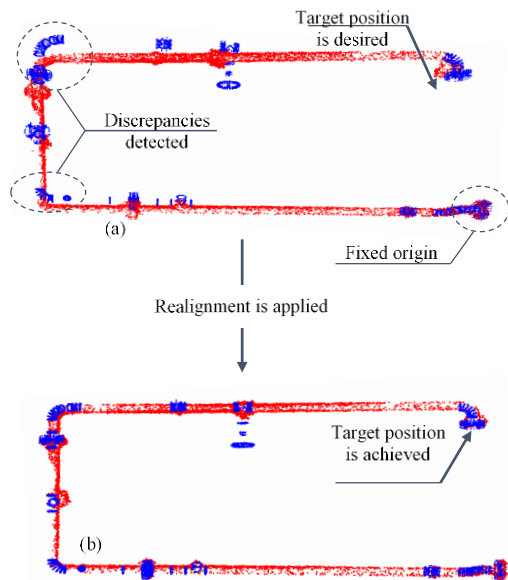 Target position
is desired
Discrepancies
detected
(a)
Fixed origin
Realignment is applied
Target position
is achieved
(b)